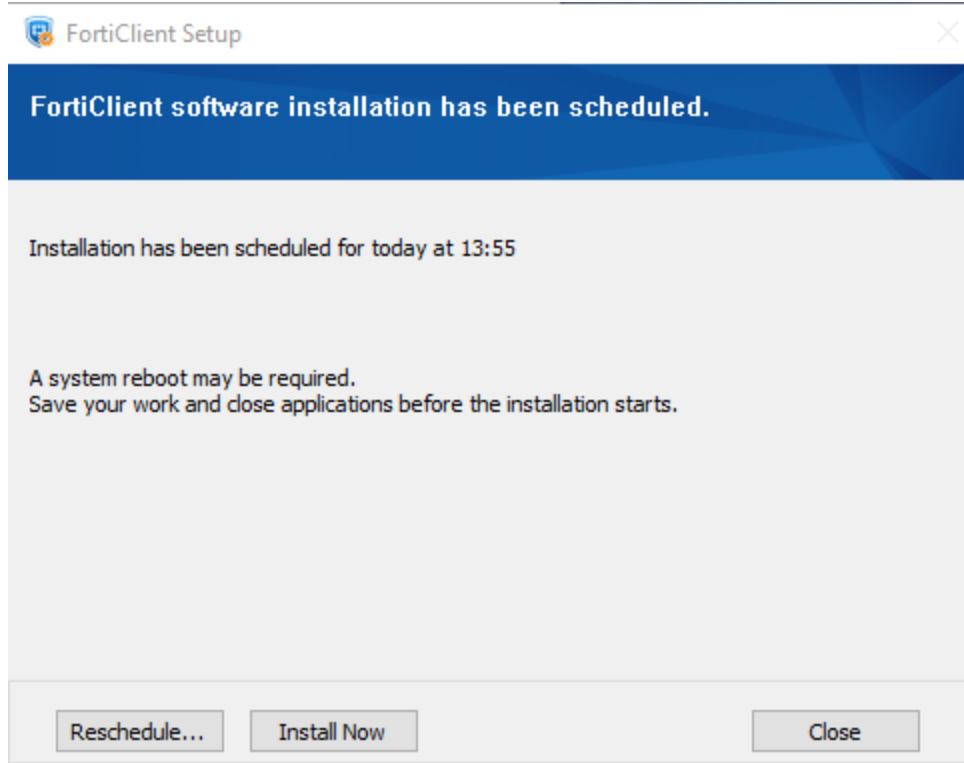 FortiClient Setup
FortiClient software installation has been scheduled.
Installation has been scheduled for today at 13:55
A system reboot may be required.
Save your work and close applications before the installation starts.
Reschedule... Install Now Close